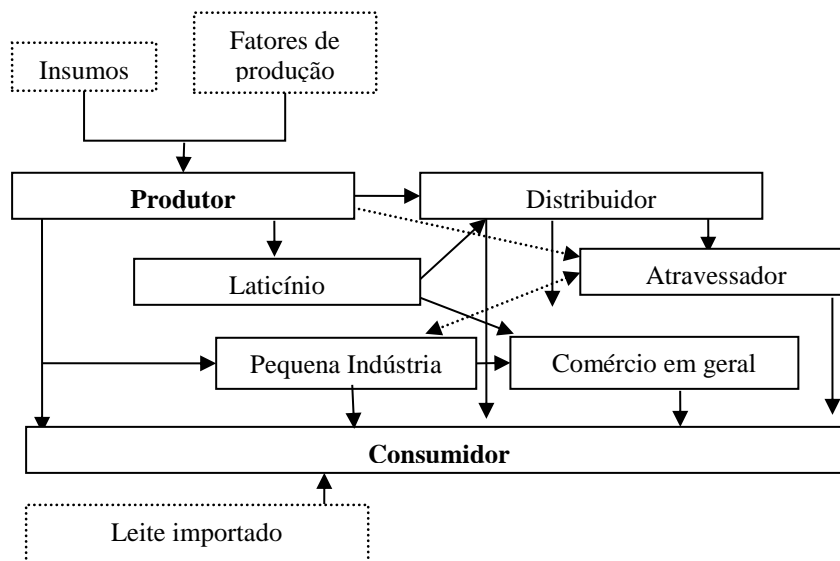 Insumos
Fatores de
produção
Produtor
Distribuidor
Laticínio
Atravessador
Pequena Indústria
Comércio em geral
Consumidor
Leite importado